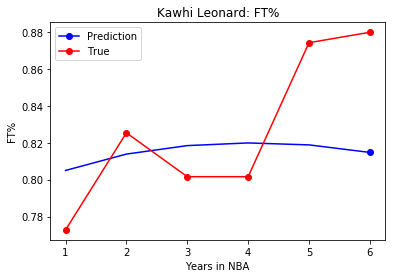 Kawhi Leonard: FT%
Prediction
True
FT%
0.88
0.86
0.84
0.82
0.80
0.78
1 2 3 4 5 6
Years in NBA